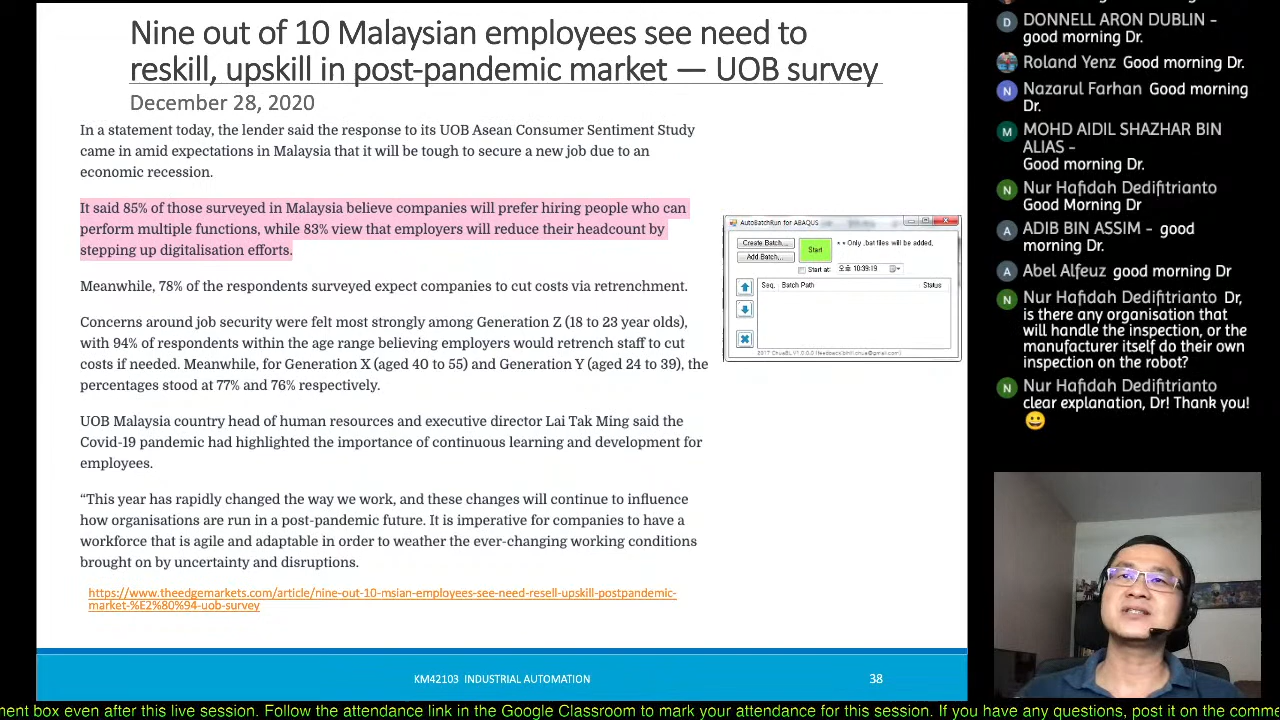 Nine out of 10 Malaysian employees see need to
reskill, upskill in post-pandemic market — UOB survey
December 28, 2020
In a statement today, the lender said the response to its UOB Asean Consumer Sentiment Study
came in amid expectations in Malaysia that it will be tough to secure a new job due to an
economic recession.
It said 85% of those surveyed in Malaysia believe companies will prefer hiring people who can
perform multiple functions, while 83% view that employers will reduce their headcount by
stepping up digitalisation efforts.
Meanwhile, 78% of the respondents surveyed expect companies to cut costs via retrenchment.
Concerns around job security were felt most strongly among Generation Z (18 to 23 year olds),
with 94% of respondents within the age range believing employers would retrench staff to cut
costs if needed. Meanwhile, for Generation X (aged 40 to 55) and Generation Y (aged 24 to 39), the
percentages stood at 77% and 76% respectively.
UOB Malaysia country head of human resources and executive director Lai Tak Ming said the
Covid-19 pandemic had highlighted the importance of continuous learning and development for
employees.
“This year has rapidly changed the way we work, and these changes will continue to influence
how organisations are run in a post-pandemic future. It is imperative for companies to have a
workforce that is agile and adaptable in order to weather the ever-changing working conditions
brought on by uncertainty and disruptions.
https://www.theedgemarkets.com/article/nine-out-10-msian-employees-see-need-resell-upskill-postpandemic-
market-%E2%80%94-uob-survey
AutoBatchRun for ABAQUS
Create Batch...
Add Batch...
Start
** Only .bat files will be added.
Start at:
오후 10:39:19
Seq. Batch Path Status
KM42103 INDUSTRIAL AUTOMATION
38
DONNELL ARON DUBLIN -
good morning Dr.
Roland Yenz Good morning Dr.
Nazarul Farhan Good morning
Dr.
MOHD AIDIL SHAZHAR BIN
ALIAS -
Good morning Dr.
Nur Hafidah Dedifitrianto
Good Morning Dr
ADIB BIN ASSIM - good
morning Dr.
Abel Alfeuz good morning Dr
Nur Hafidah Dedifitrianto Dr,
is there any organisation that
will handle the inspection, or the
manufacturer itself do their own
inspection on the robot?
Nur Hafidah Dedifitrianto
clear explanation, Dr! Thank you!
😀
ment box even after this live session. Follow the attendance link in the Google Classroom to mark your attendance for this session. If you have any questions, post it on the comm